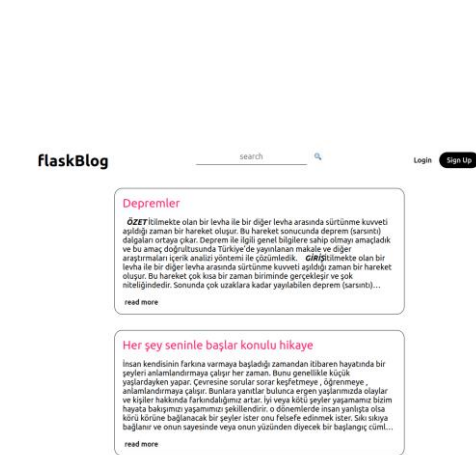 flaskBlog
search
Login
Sign Up
Depremler
ÖZET İtilmekte olan bir levha ile bir diğer levha arasında sürtünme kuvveti
aşıldığı zaman bir hareket oluşur. Bu hareket sonucunda deprem (sarsıntı)
dalgaları ortaya çıkar. Deprem ile ilgili genel bilgilere sahip olmayı amaçladık
ve bu amaç doğrultusunda Türkiye'de yayınlanan makale ve diğer
araştırmaları içerik analizi yöntemi ile çözümledik. GİRİŞ İtilmekte olan bir
levha ile bir diğer levha arasında sürtünme kuvveti aşıldığı zaman bir hareket
oluşur. Bu hareket çok kısa bir zaman biriminde gerçekleşir ve şok
niteliğindedir. Sonunda çok uzaklara kadar yayılabilen deprem (sarsıntı)...
read more
Her şey seninle başlar konulu hikaye
İnsan kendisinin farkına varmaya başladığı zamandan itibaren hayatında bir
şeyleri anlamlandırmaya çalışır her zaman. Bunu genellikle küçük
yaşlardayken yapar. Çevresine sorular sorar keşfetmeye , öğrenmeye ,
anlamlandırmaya çalışır. Bunlara yanıtlar bulunca ergen yaşlarımızda olaylar
ve kişiler hakkında farkındalığımız artar. İyi veya kötü şeyler yaşamamız bizim
hayata bakışımızı yaşamımızı şekillendirir. o dönemlerde insan yanlışta olsa
körü körüne bağlanacak bir şeyler ister onu felsefe edinmek ister. Sıkı sıkıya
bağlanır ve onun sayesinde veya onun yüzünden diyecek bir başlangıç cüml...
read more